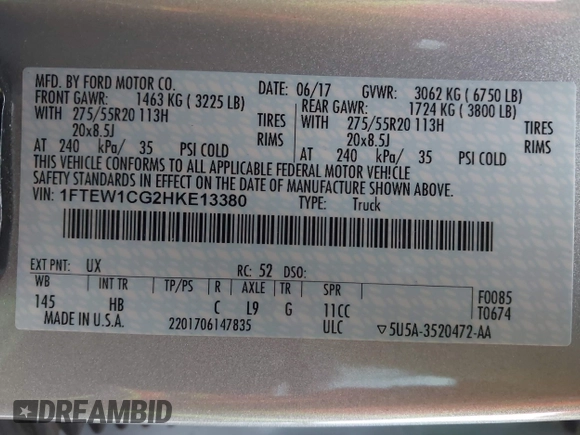 MFD. BY FORD MOTOR CO.
DATE: 06/17 GVWR: 3062 KG ( 6750 LB)
FRONT GAWR: 1463 KG ( 3225 LB) REAR GAWR: 1724 KG ( 3800 LB)
WITH 275/55R20 113H TIRES WITH 275/55R20 113H TIRES
20x8.5J RIMS 20x8.5J RIMS
AT 240 kPa/ 35 PSI COLD AT 240 kPa/ 35 PSI COLD
THIS VEHICLE CONFORMS TO ALL APPLICABLE FEDERAL MOTOR VEHICLE
SAFETY STANDARDS IN EFFECT ON THE DATE OF MANUFACTURE SHOWN ABOVE.
VIN: 1FTEW1CG2HKE13380 TYPE: Truck
EXT PNT: UX RC: 52 DSO:
WB INT TR TP/PS R AXLE TR SPR F0085
145 HB C L9 G 11CC T0674
MADE IN U.S.A. 2201706147835 ULC ▽5U5A-3520472-AA
DREAMBID